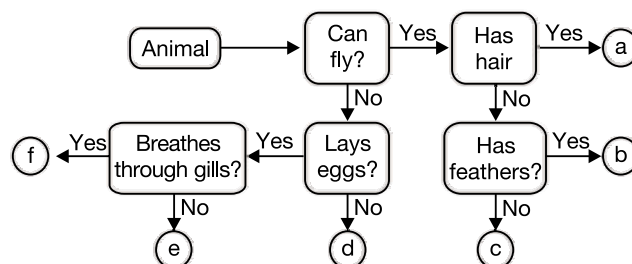 Animal
Can
fly?
Yes
Has
hair
Yes
a
No
No
f
Yes
Breathes
through gills?
Yes
Lays
eggs?
Has
feathers?
Yes
b
No
No
No
e
d
c